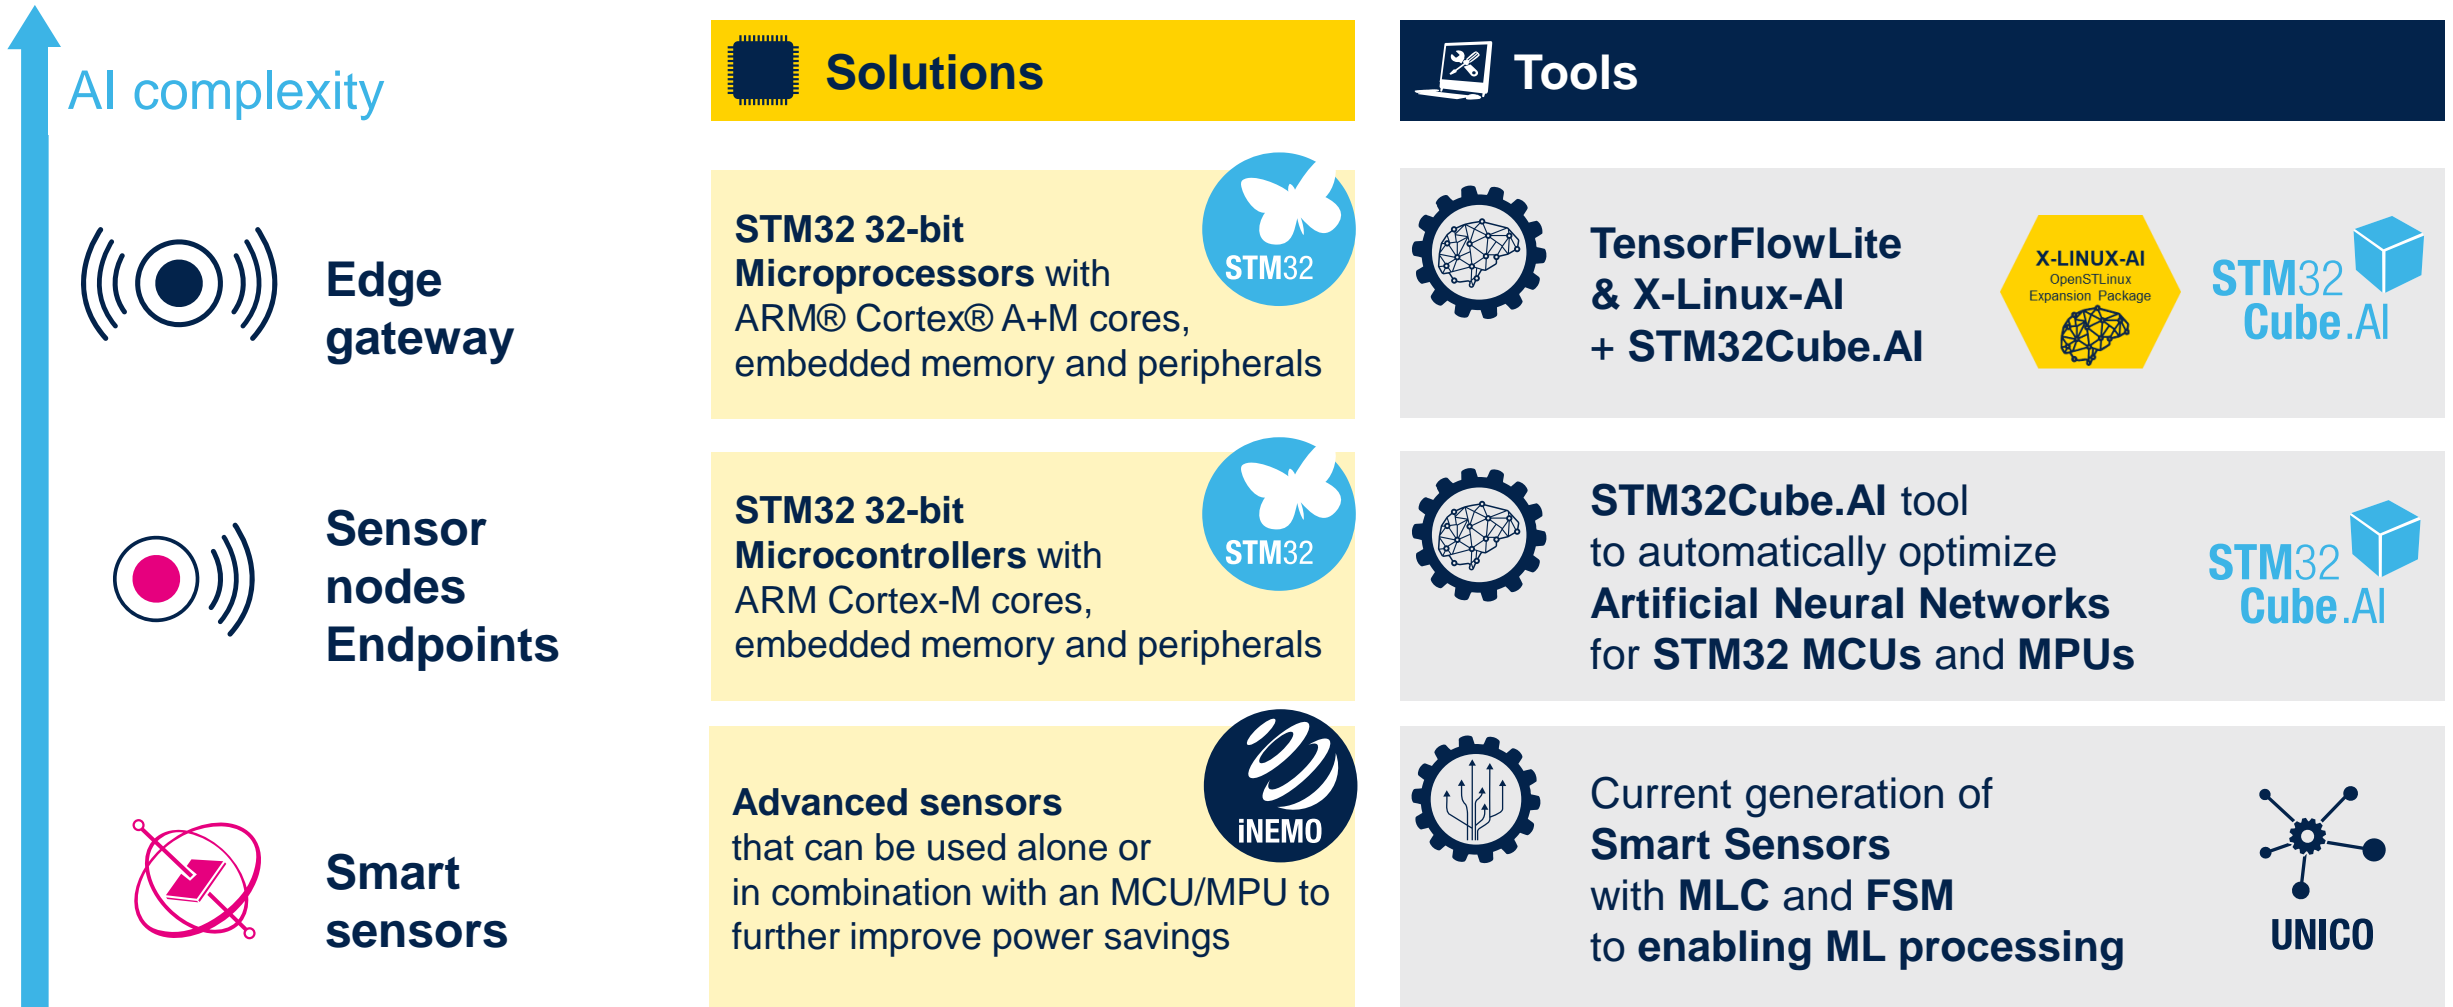 AI complexity
Solutions
Tools
Edge
gateway
STM32 32-bit
Microprocessors with
ARM® Cortex® A+M cores,
embedded memory and peripherals
STM32
TensorFlowLite
& X-Linux-AI
+ STM32Cube.AI
X-LINUX-AI
OpenSTLinux
Expansion Package
STM32
Cube.AI
Sensor
nodes
Endpoints
STM32 32-bit
Microcontrollers with
ARM Cortex-M cores,
embedded memory and peripherals
STM32
STM32Cube.AI tool
to automatically optimize
Artificial Neural Networks
for STM32 MCUs and MPUs
STM32
Cube.AI
Smart
sensors
Advanced sensors
that can be used alone or
in combination with an MCU/MPU to
further improve power savings
iNEMO
Current generation of
Smart Sensors
with MLC and FSM
to enabling ML processing
UNICO